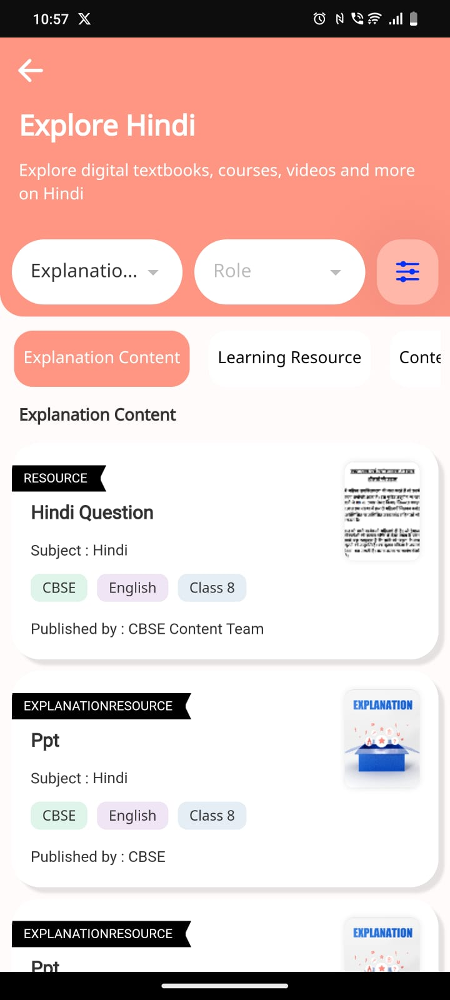 10:57
Explore Hindi
Explore digital textbooks, courses, videos and more
on Hindi
Explanatio...
Role
Explanation Content
Learning Resource
Conte
Explanation Content
RESOURCE
Hindi Question
Subject : Hindi
CBSE
English
Class 8
Published by : CBSE Content Team
EXPLANATIONRESOURCE
EXPLANATION
Ppt
Subject : Hindi
CBSE
English
Class 8
Published by : CBSE
EXPLANATIONRESOURCE
EXPLANATION
Ppt